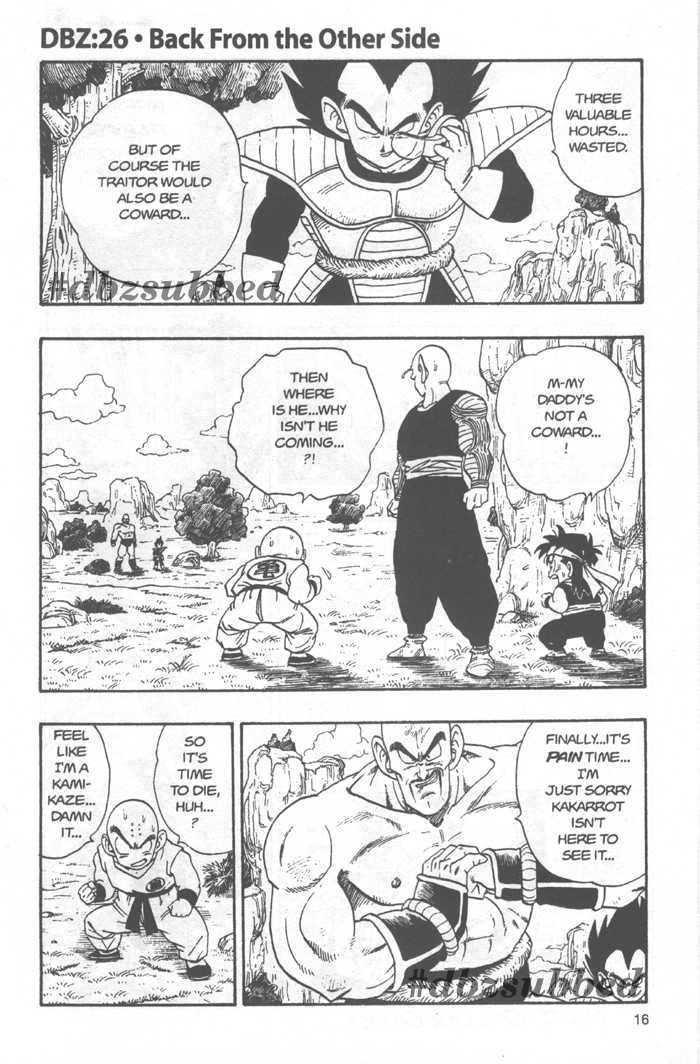 DBZ:26 • Back From the Other Side
THREE
VALUABLE
HOURS...
WASTED.
BUT OF
COURSE THE
TRAITOR WOULD
ALSO BE A
COWARD...
#dbzsubbed
M-MY
DADDY'S
NOT A
COWARD...
!
THEN
WHERE
IS HE...WHY
ISN'T HE
COMING...
?!
SO
IT'S
TIME
TO DIE,
HUH...
?
FEEL
LIKE
I'M A
KAMI-
KAZE...
DAMN
IT...
FINALLY...IT'S
PAIN TIME...
I'M
JUST SORRY
KAKARROT
ISN'T
HERE TO
SEE IT...
#dbzsubbed
16